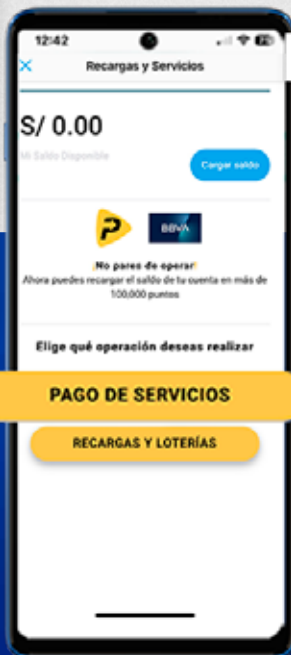 12:42
Recargas y Servicios
S/ 0.00
Mi Saldo Disponible
Cargar saldo
P
BBVA
¡No pares de operar!
Ahora puedes recargar el saldo de tu cuenta en más de
100,000 puntos
Elige qué operación deseas realizar
PAGO DE SERVICIOS
RECARGAS Y LOTERÍAS